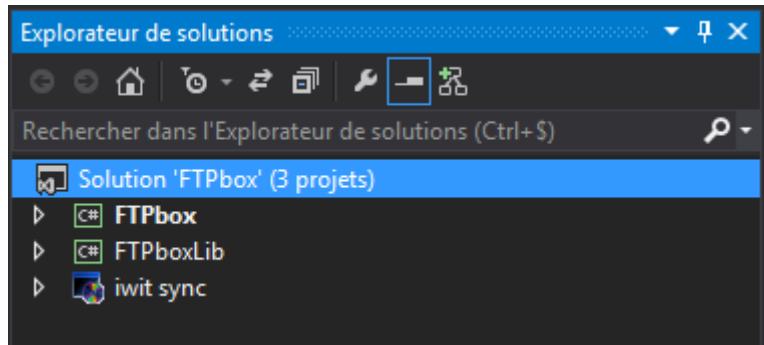 Explorateur de solutions
Rechercher dans l'Explorateur de solutions (Ctrl+$)
Solution 'FTPbox' (3 projets)
C# FTPbox
C# FTPboxLib
iwit sync